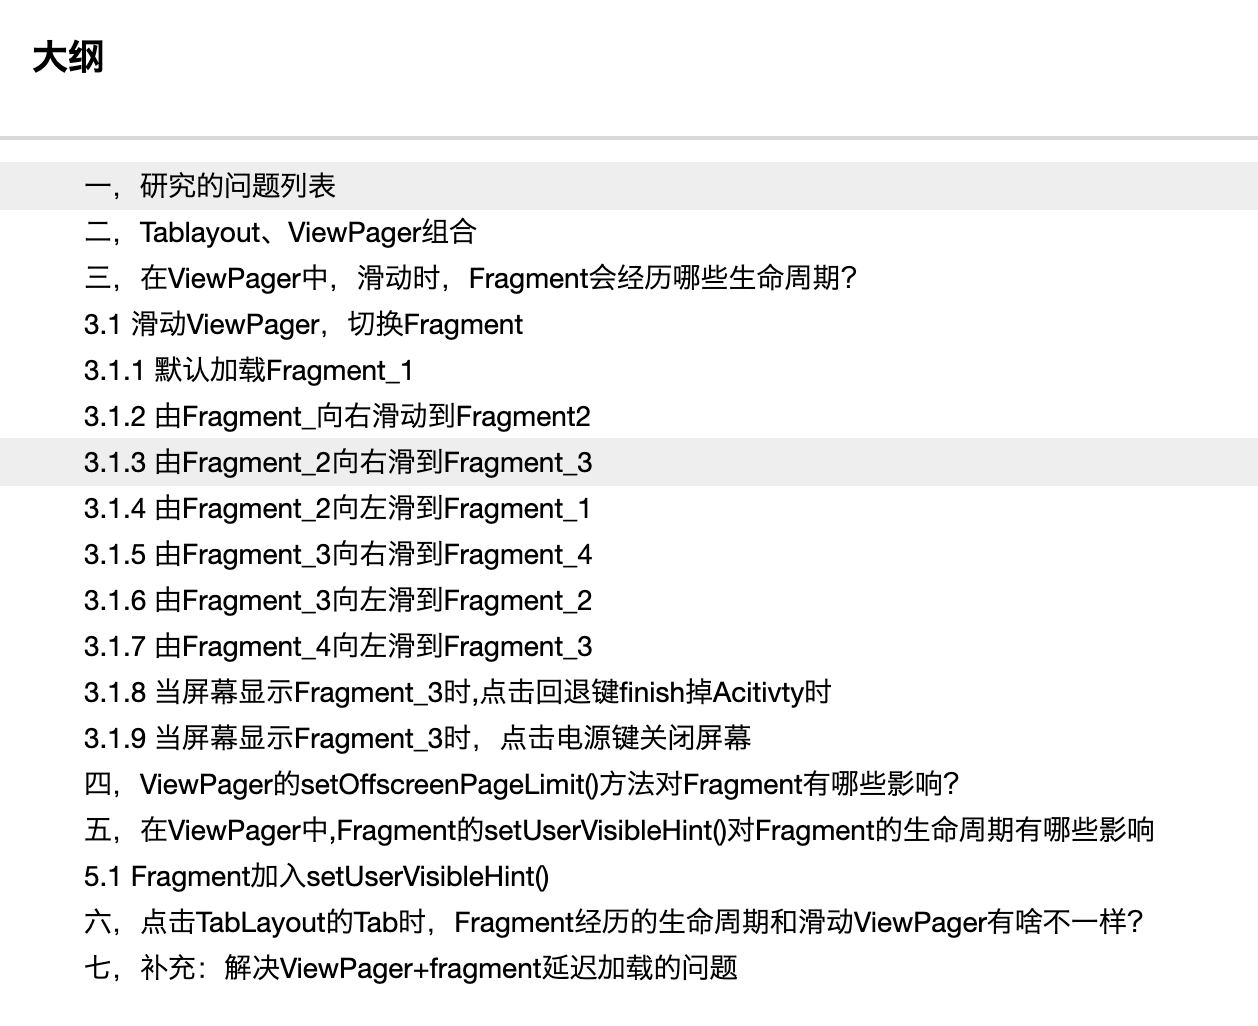 大纲
一，研究的问题列表
二，Tablayout、ViewPager组合
三，在ViewPager中，滑动时，Fragment会经历哪些生命周期？
3.1 滑动ViewPager，切换Fragment
3.1.1 默认加载Fragment_1
3.1.2 由Fragment_向右滑动到Fragment2
3.1.3 由Fragment_2向右滑到Fragment_3
3.1.4 由Fragment_2向左滑到Fragment_1
3.1.5 由Fragment_3向右滑到Fragment_4
3.1.6 由Fragment_3向左滑到Fragment_2
3.1.7 由Fragment_4向左滑到Fragment_3
3.1.8 当屏幕显示Fragment_3时,点击回退键finish掉Acitivty时
3.1.9 当屏幕显示Fragment_3时，点击电源键关闭屏幕
四，ViewPager的setOffscreenPageLimit()方法对Fragment有哪些影响？
五，在ViewPager中,Fragment的setUserVisibleHint()对Fragment的生命周期有哪些影响
5.1 Fragment加入setUserVisibleHint()
六，点击TabLayout的Tab时，Fragment经历的生命周期和滑动ViewPager有啥不一样？
七，补充：解决ViewPager+fragment延迟加载的问题